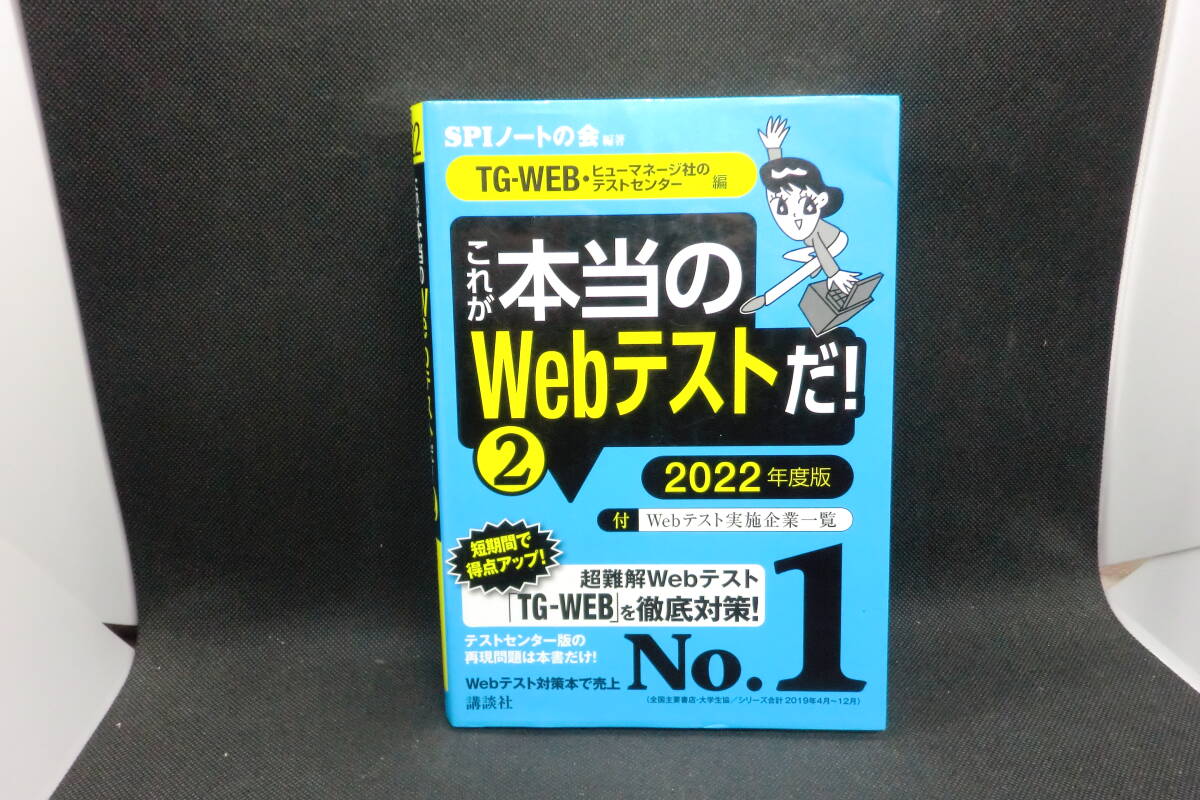 SPIノートの会 編著
TG-WEB・ヒューマネージ社の
テストセンター 編
これが
本当の
Webテストだ!
2
2022年度版
付 Webテスト実施企業一覧
短期間で
得点アップ!
超難解Webテスト
「TG-WEB」を徹底対策!
テストセンター版の
再現問題は本書だけ!
Webテスト対策本で売上 No.1
(全国主要書店・大学生協/シリーズ合計 2019年4月~12月)
講談社